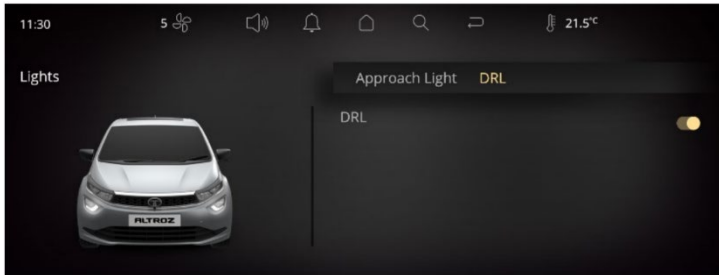 11:30 5 21.5°C
Lights
Approach Light DRL
DRL
ALTROZ